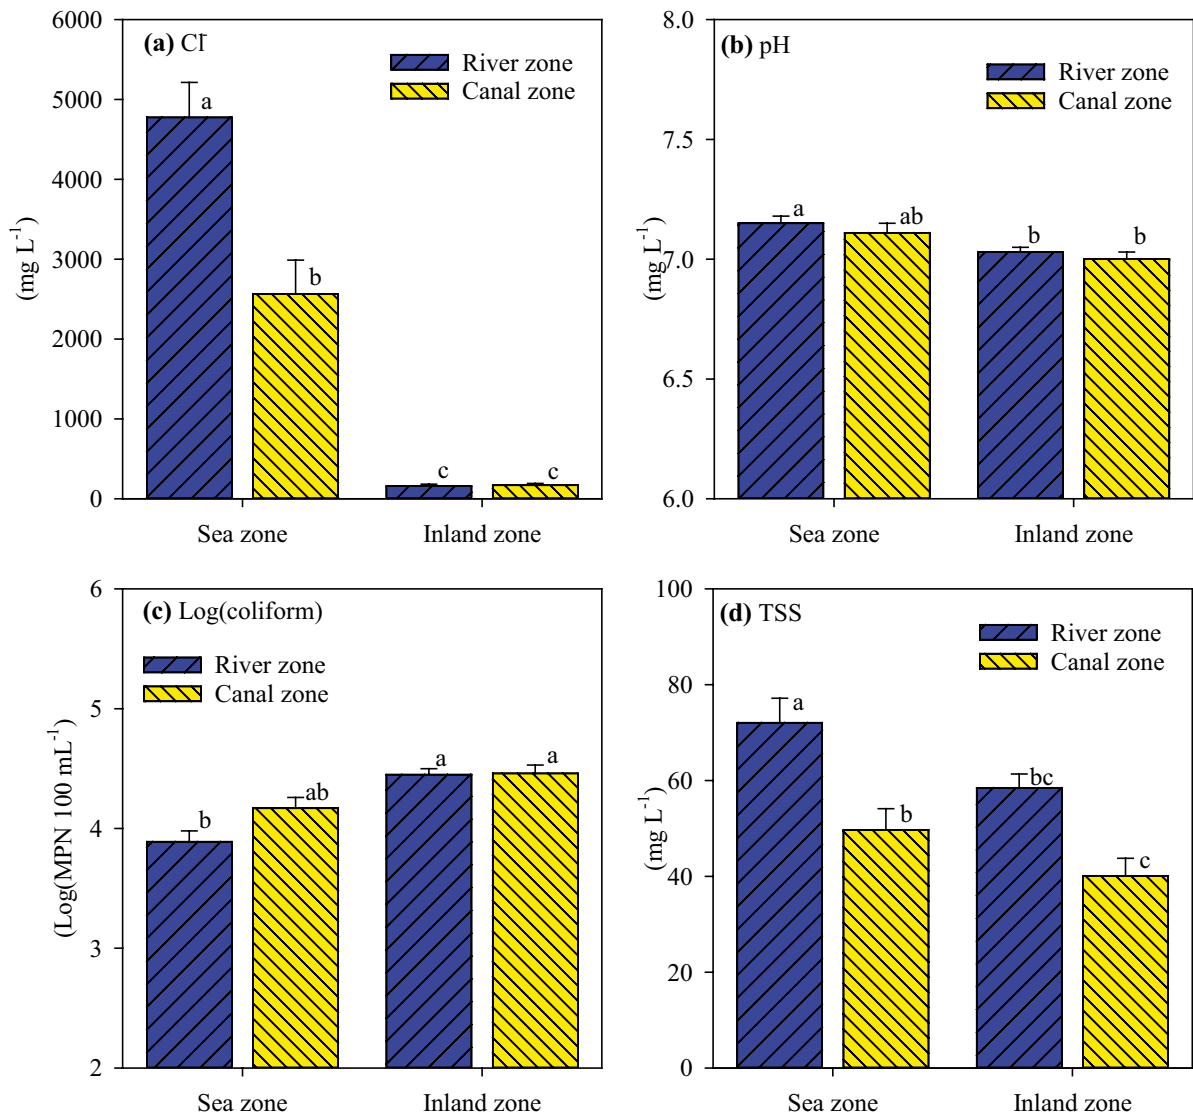 (a) Cl⁻
River zone
Canal zone
6000
5000
4000
3000
2000
1000
0
(mg L⁻¹)
a
b
c
c
Sea zone
Inland zone
(b) pH
River zone
Canal zone
8.0
7.5
7.0
6.5
6.0
(mg L⁻¹)
a
ab
b
b
Sea zone
Inland zone
(c) Log(coliform)
River zone
Canal zone
6
5
4
3
2
(Log(MPN 100 mL⁻¹)
b
ab
a
a
Sea zone
Inland zone
(d) TSS
River zone
Canal zone
100
80
60
40
20
0
(mg L⁻¹)
a
b
bc
c
Sea zone
Inland zone